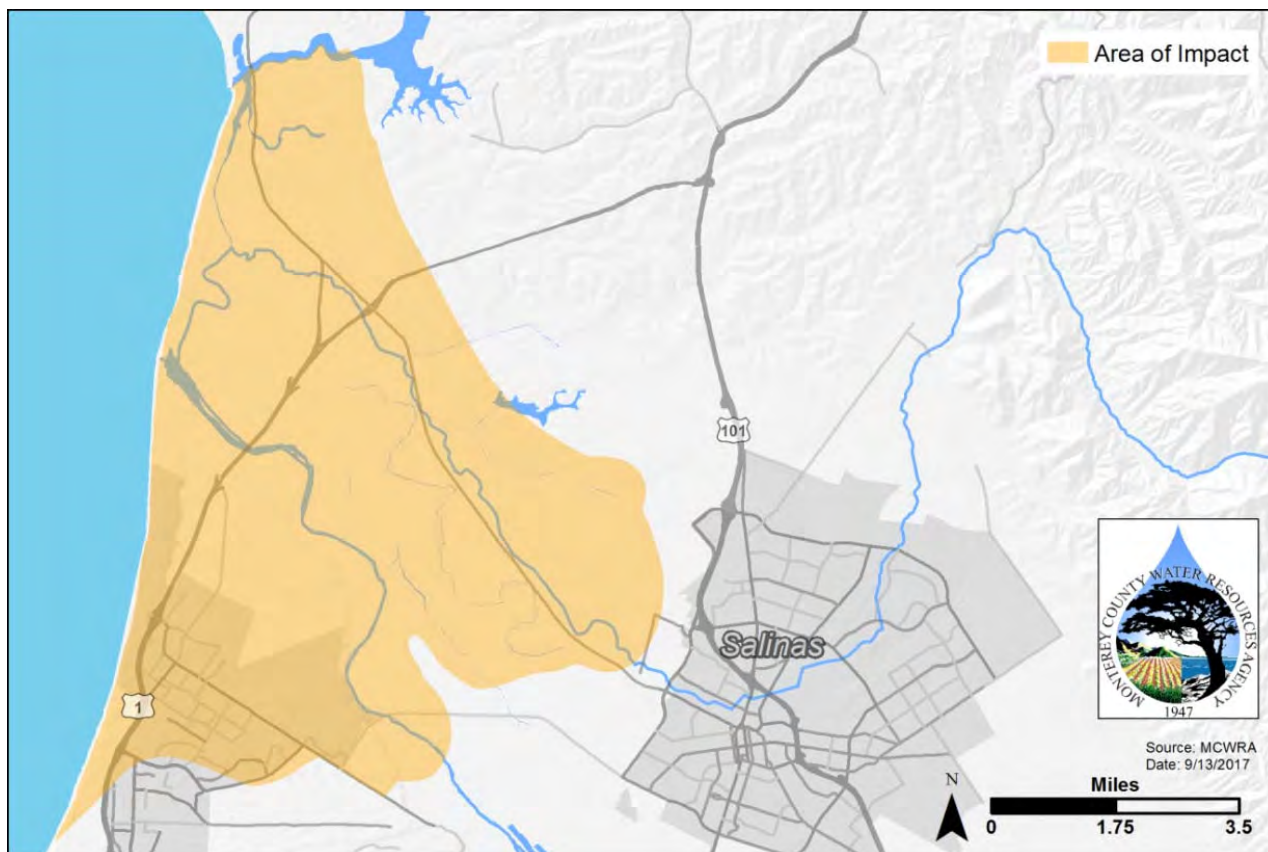 Area of Impact
101
Salinas
1
MONTEREY COUNTY WATER RESOURCES AGENCY
1947
Source: MCWRA
Date: 9/13/2017
N
Miles
0 1.75 3.5